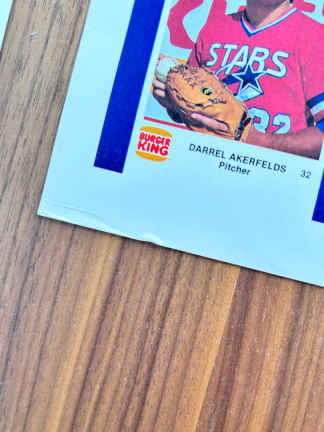 STARS
32
BURGER
KING
DARREL AKERFELDS 32
Pitcher